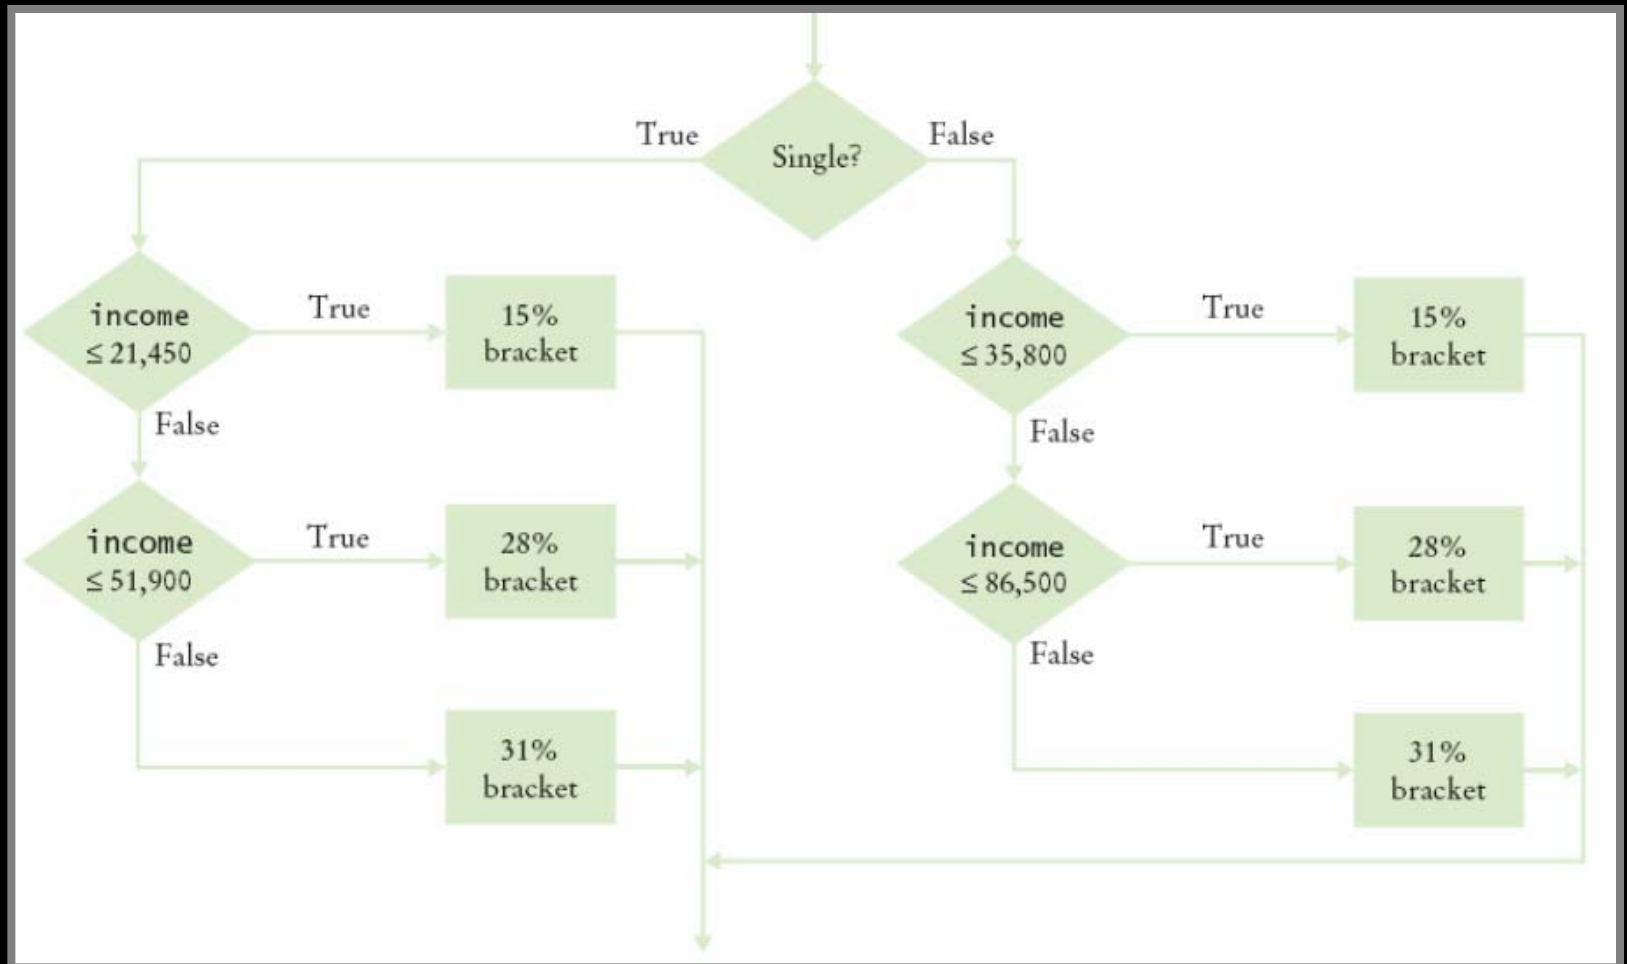 True
Single?
False
income
≤ 21,450
True
15%
bracket
False
income
≤ 51,900
True
28%
bracket
False
31%
bracket
income
≤ 35,800
True
15%
bracket
False
income
≤ 86,500
True
28%
bracket
False
31%
bracket